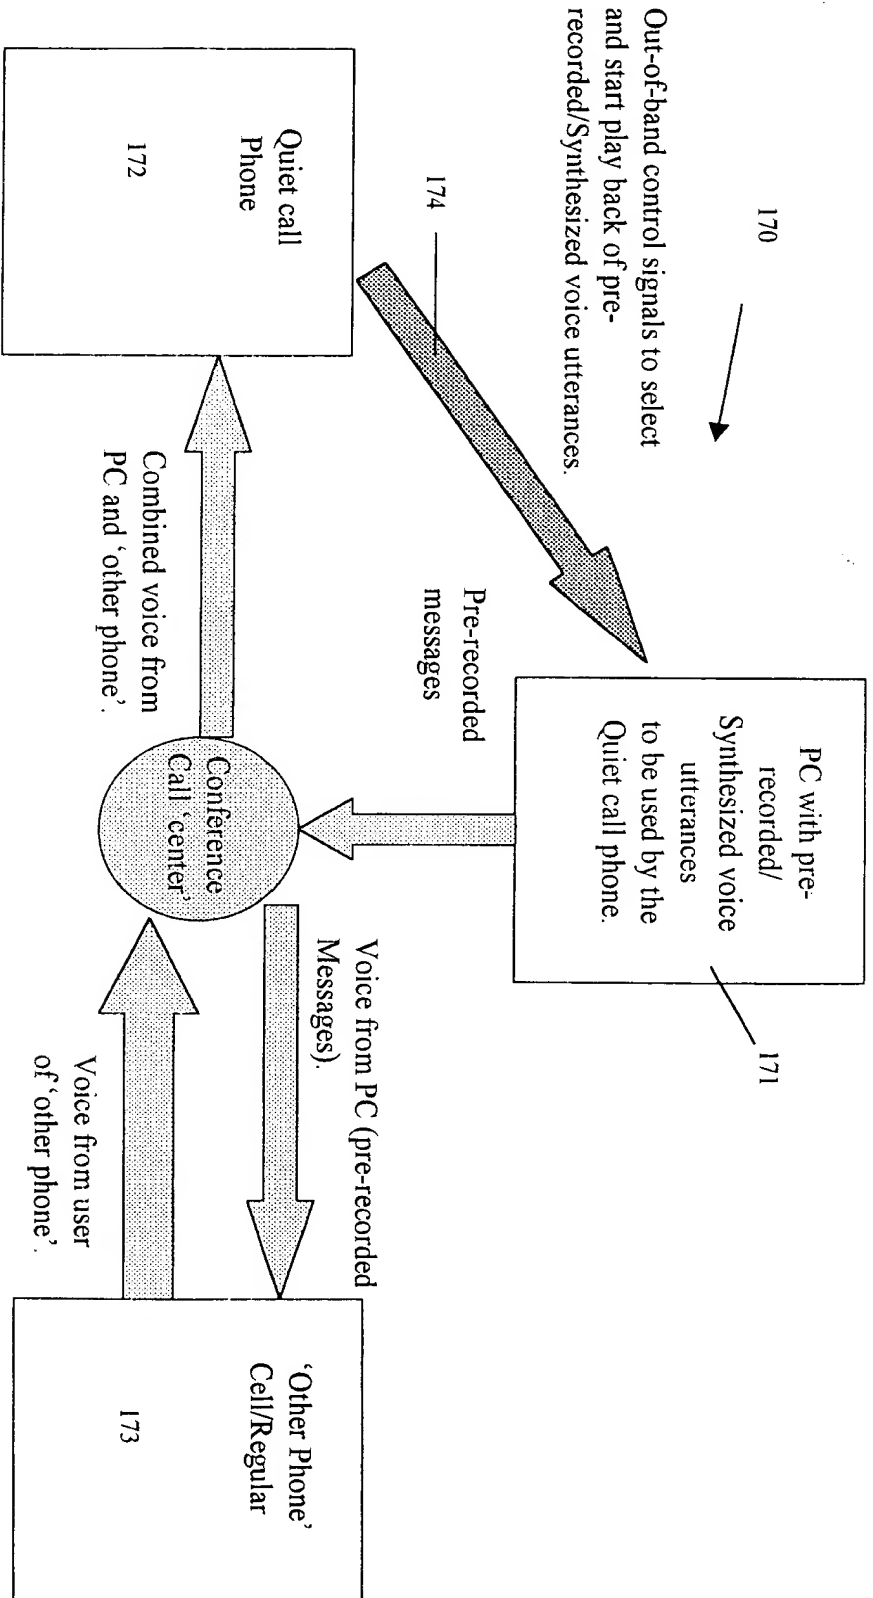 170
Out-of-band control signals to select
and start play back of pre-
recorded/Synthesized voice utterances.
174
Quiet call
Phone
172
PC with pre-
recorded/
Synthesized voice
utterances
to be used by the
Quiet call phone.
171
Pre-recorded
messages
Combined voice from
PC and ‘other phone’.
Conference
Call ‘center’
Voice from PC (pre-recorded
Messages).
Voice from user
of ‘other phone’.
‘Other Phone’
Cell/Regular
173